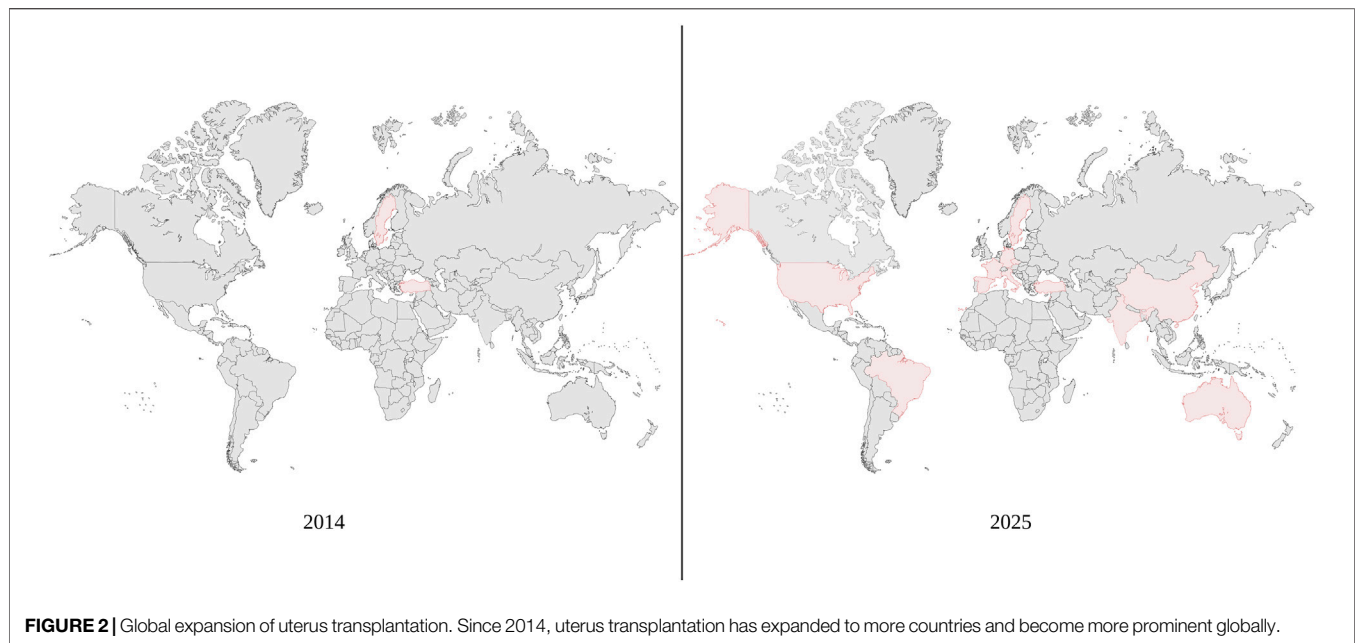 2014
2025
FIGURE 2 | Global expansion of uterus transplantation. Since 2014, uterus transplantation has expanded to more countries and become more prominent globally.